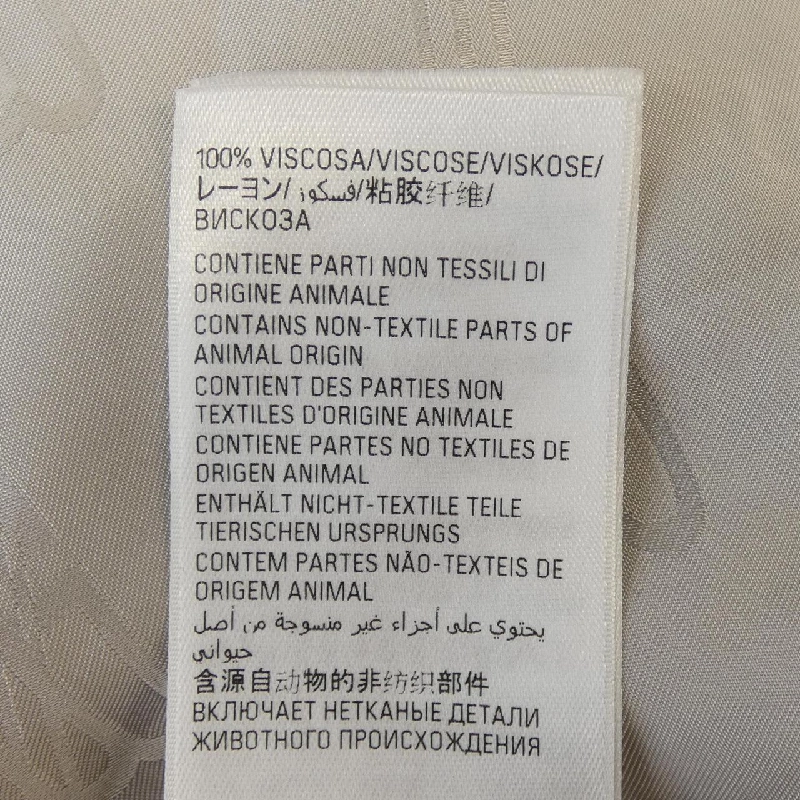 100% VISCOSA/VISCOSE/VISKOSE/
レーヨン/فسكوز/粘胶纤维/
ВИСКОЗА
CONTIENE PARTI NON TESSILI DI
ORIGINE ANIMALE
CONTAINS NON-TEXTILE PARTS OF
ANIMAL ORIGIN
CONTIENT DES PARTIES NON
TEXTILES D'ORIGINE ANIMALE
CONTIENE PARTES NO TEXTILES DE
ORIGEN ANIMAL
ENTHÄLT NICHT-TEXTILE TEILE
TIERISCHEN URSPRUNGS
CONTEM PARTES NÃO-TEXTEIS DE
ORIGEM ANIMAL
يحتوي على أجزاء غير منسوجة من أصل
حيواني
含源自动物的非纺织部件
ВКЛЮЧАЕТ НЕТКАНЫЕ ДЕТАЛИ
ЖИВОТНОГО ПРОИСХОЖДЕНИЯ